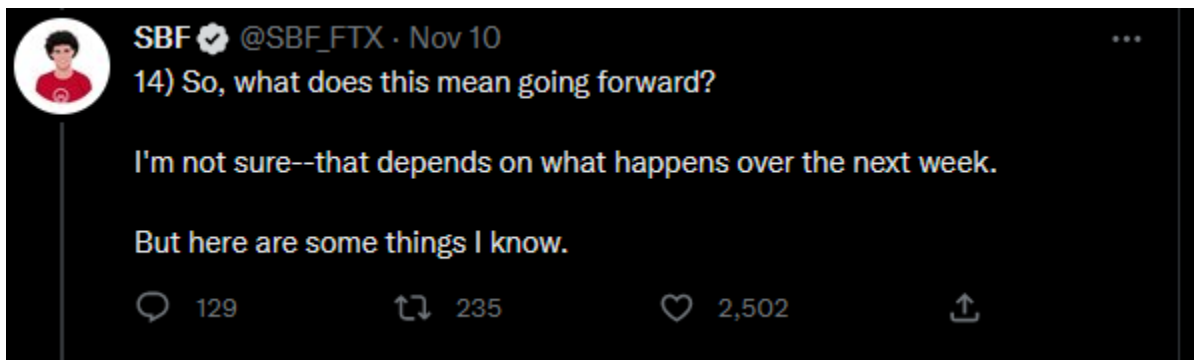 SBF @SBF_FTX · Nov 10
14) So, what does this mean going forward?
I'm not sure--that depends on what happens over the next week.
But here are some things I know.
129 235 2,502